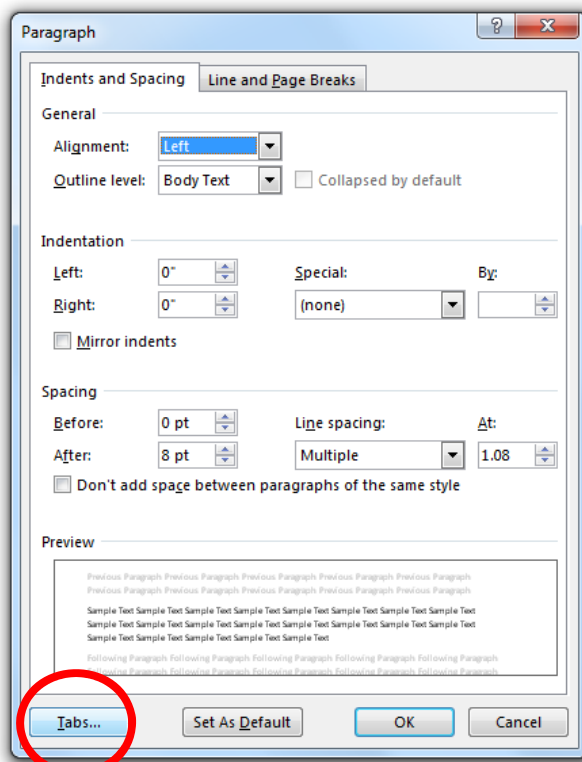 Paragraph
Indents and Spacing Line and Page Breaks
General
Alignment: Left
Outline level: Body Text Collapsed by default
Indentation
Left: 0" Special: By:
Right: 0" (none)
Mirror indents
Spacing
Before: 0 pt Line spacing: At:
After: 8 pt Multiple 1.08
Don't add space between paragraphs of the same style
Preview
Previous Paragraph Previous Paragraph Previous Paragraph Previous Paragraph Previous Paragraph
Previous Paragraph Previous Paragraph Previous Paragraph Previous Paragraph Previous Paragraph
Sample Text Sample Text Sample Text Sample Text Sample Text Sample Text Sample Text Sample Text
Sample Text Sample Text Sample Text Sample Text Sample Text Sample Text Sample Text Sample Text
Sample Text Sample Text Sample Text Sample Text Sample Text
Following Paragraph Following Paragraph Following Paragraph Following Paragraph Following Paragraph
Following Paragraph Following Paragraph Following Paragraph Following Paragraph Following Paragraph
Tabs... Set As Default OK Cancel